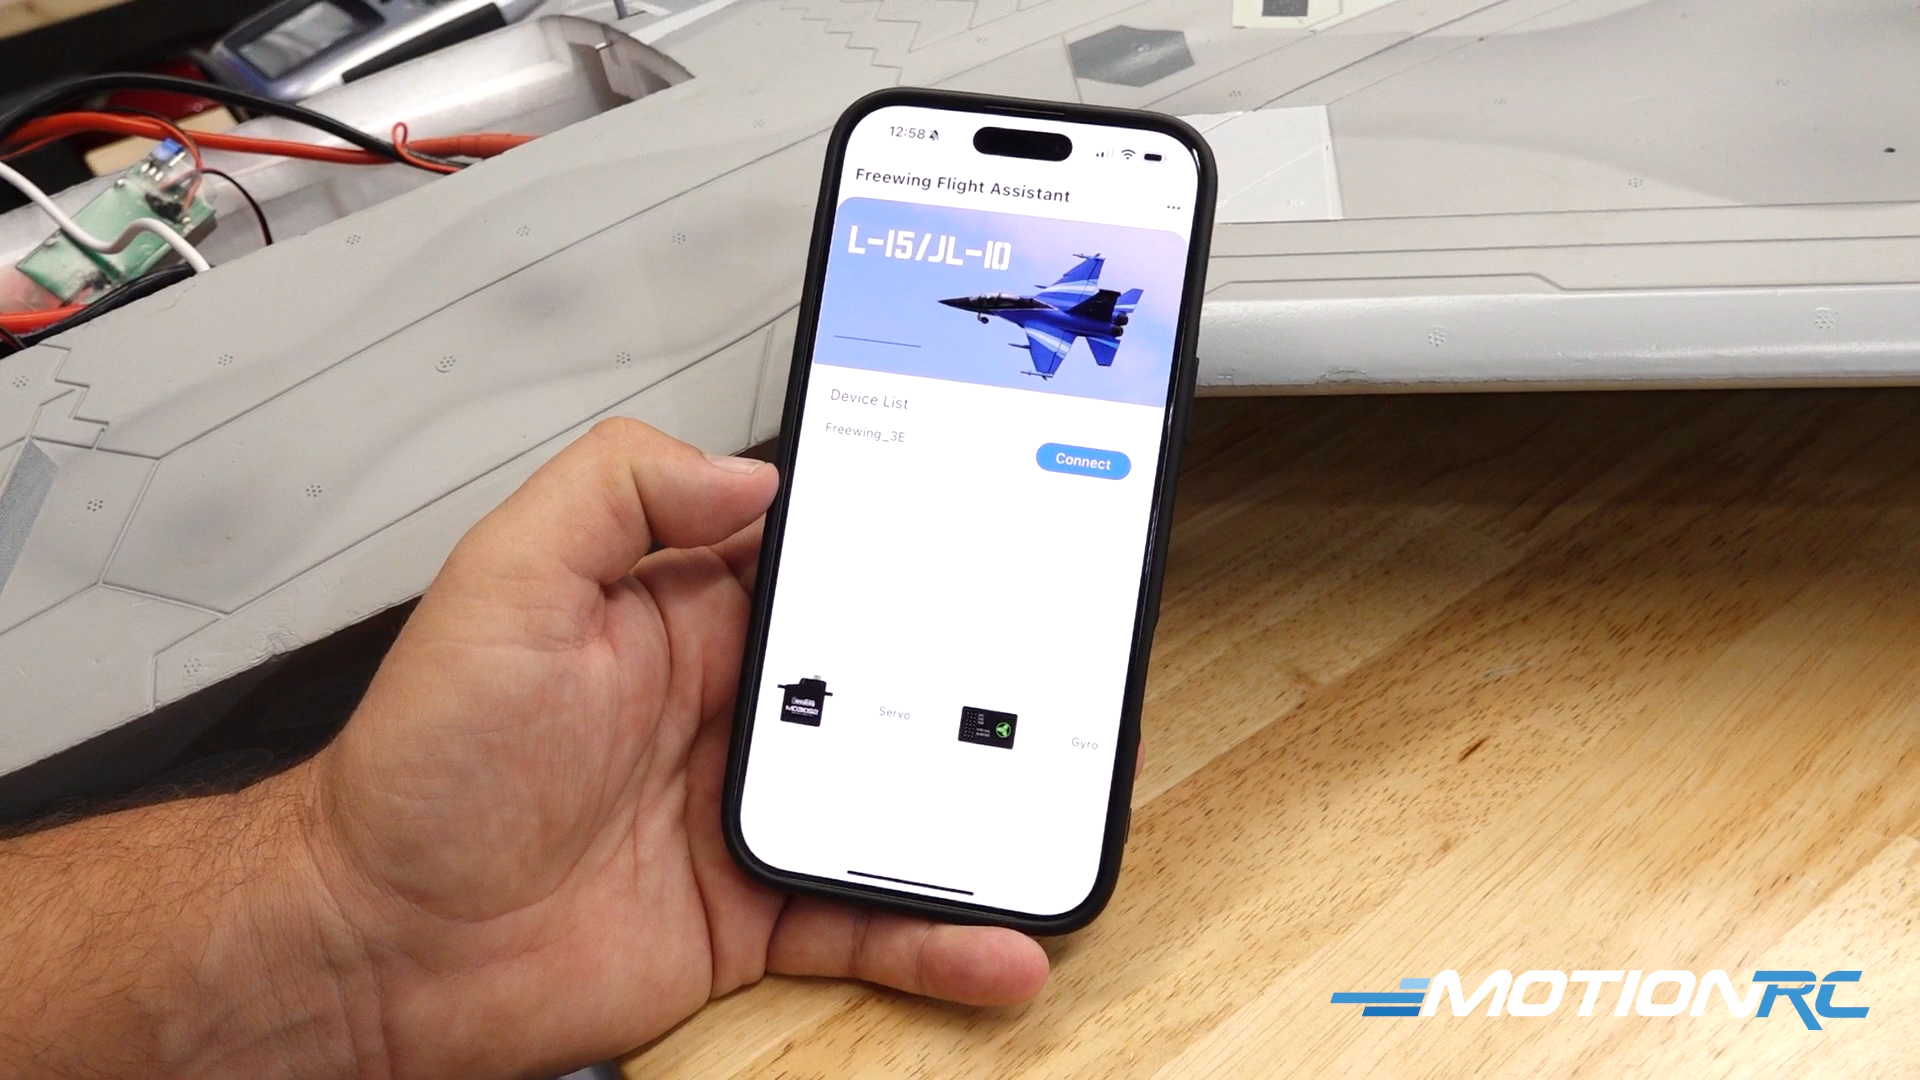 12:58
Freewing Flight Assistant
...
L-15/JL-10
Device List
Freewing_3E
Connect
Servo
Gyro
MOTIONRC